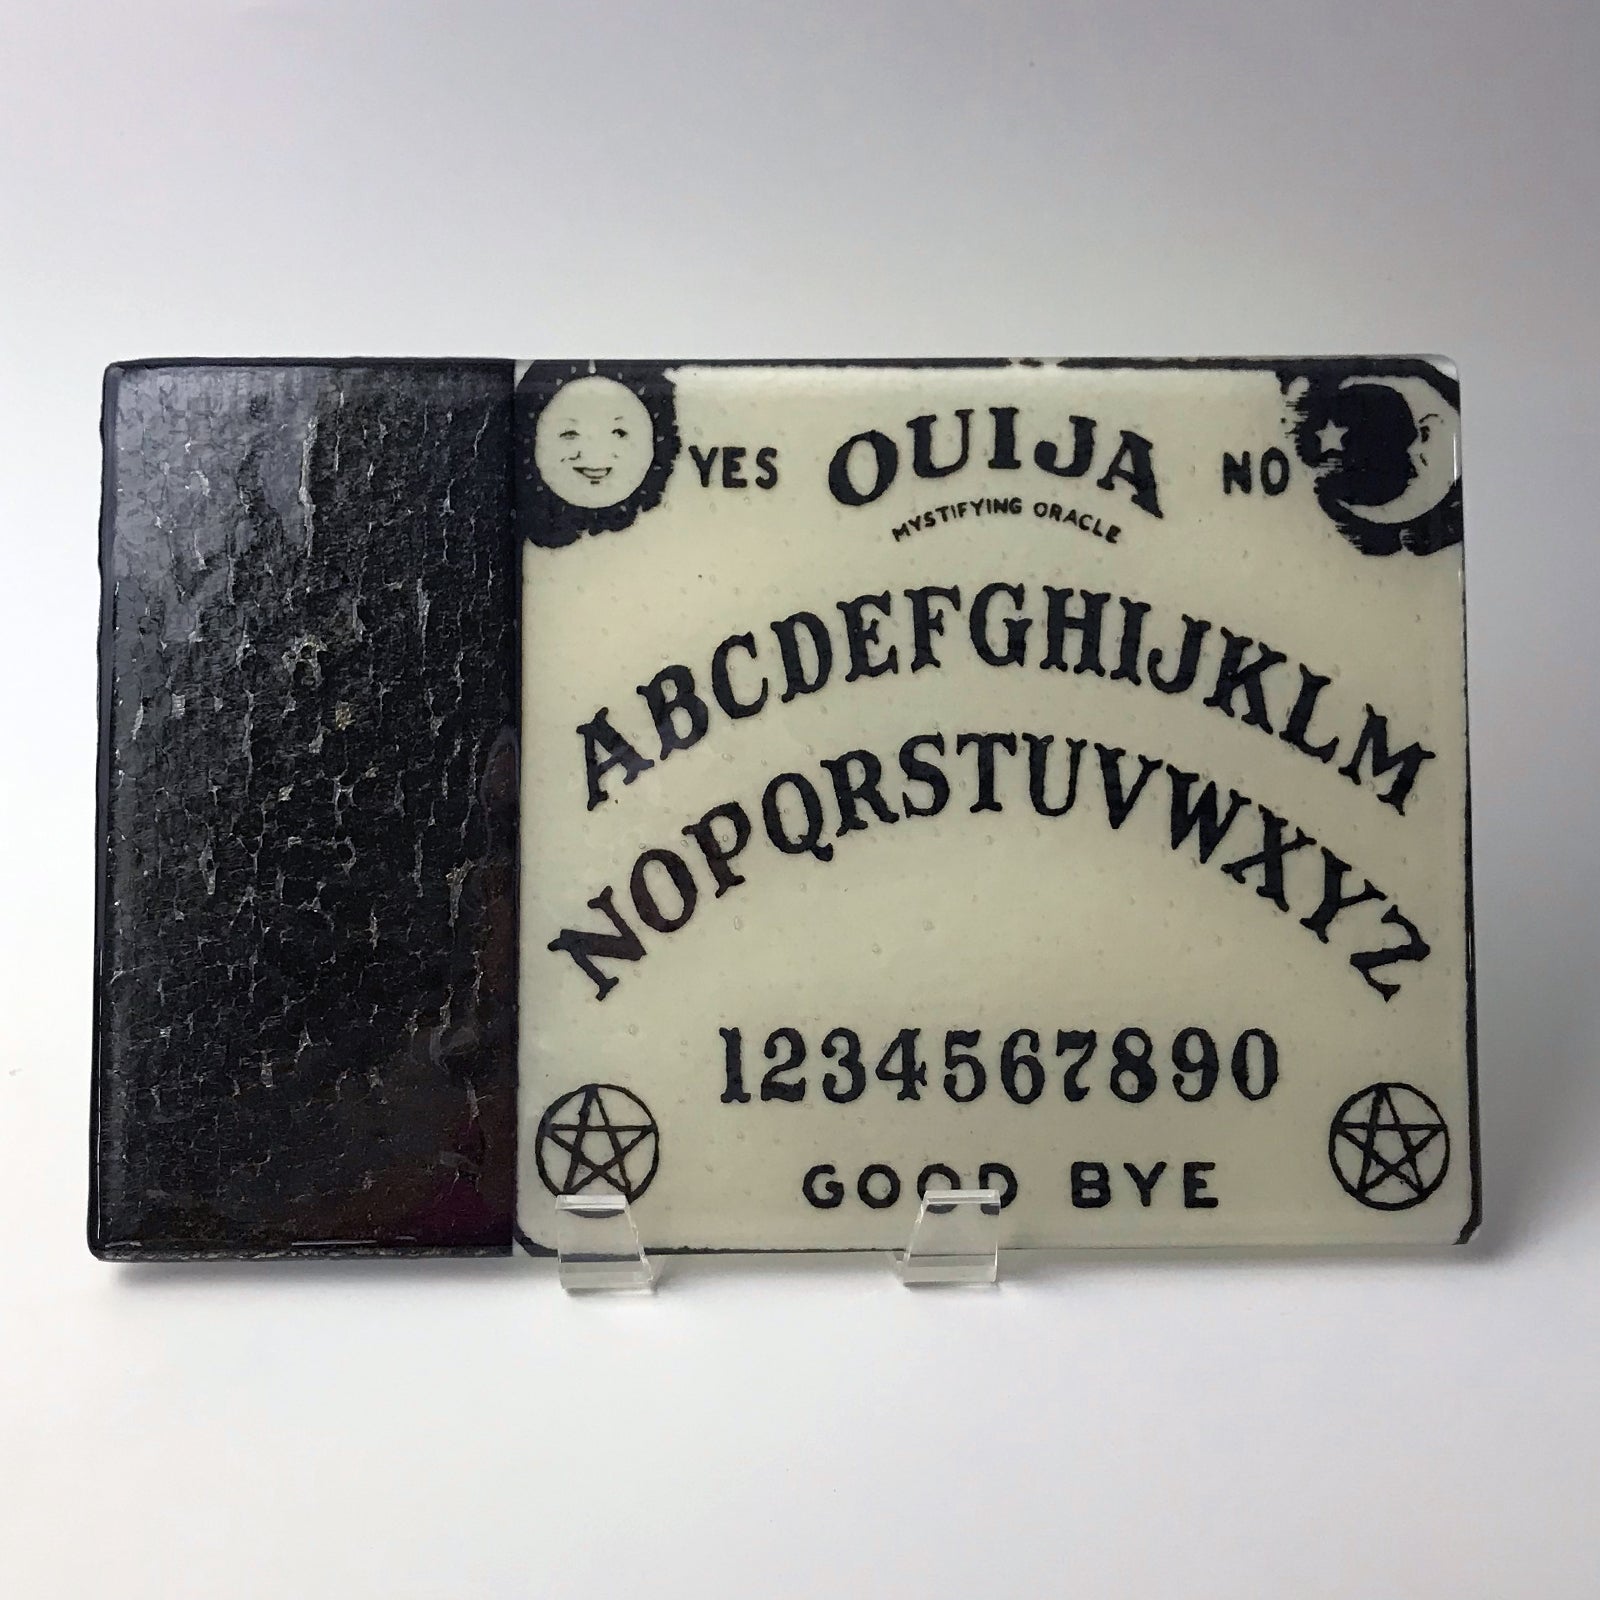 YES OUIJA NO
MYSTIFYING ORACLE
ABCDEFGHIJKLM
NOPQRSTUVWXYZ
1234567890
GOOD BYE